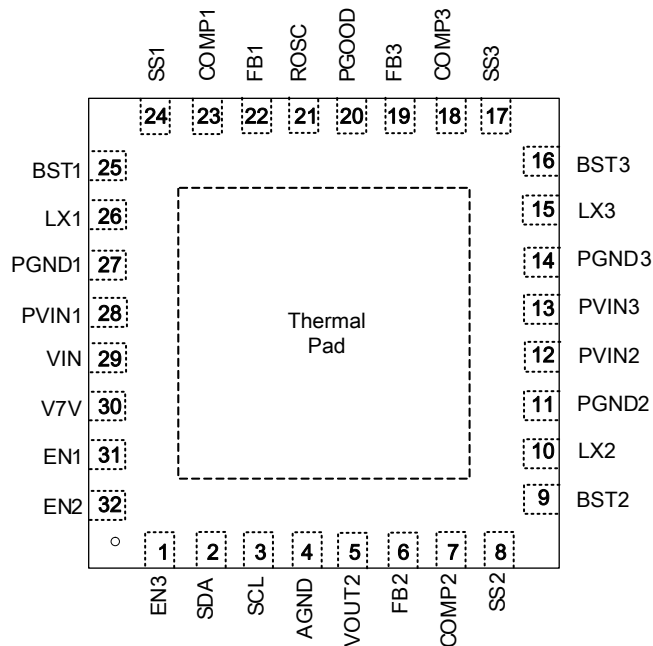 SS1
COMP1
FB1
ROSC
PGOOD
FB3
COMP3
SS3
24
23
22
21
20
19
18
17
BST1 25
LX1 26
PGND1 27
PVIN1 28
VIN 29
V7V 30
EN1 31
EN2 32
16 BST3
15 LX3
14 PGND3
13 PVIN3
12 PVIN2
11 PGND2
10 LX2
9 BST2
Thermal
Pad
1
2
3
4
5
6
7
8
EN3
SDA
SCL
AGND
VOUT2
FB2
COMP2
SS2